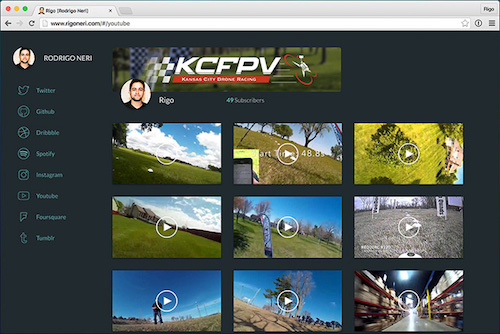 Rigo (Rodrigo Neri)
Rigo
www.rigoneri.com/#/youtube
RODRIGO NERI
KCFPV
KANSAS CITY DRONE RACING
Rigo
49 Subscribers
Twitter
Github
Dribbble
Spotify
Instagram
Youtube
Foursquare
Tumblr
48.8s